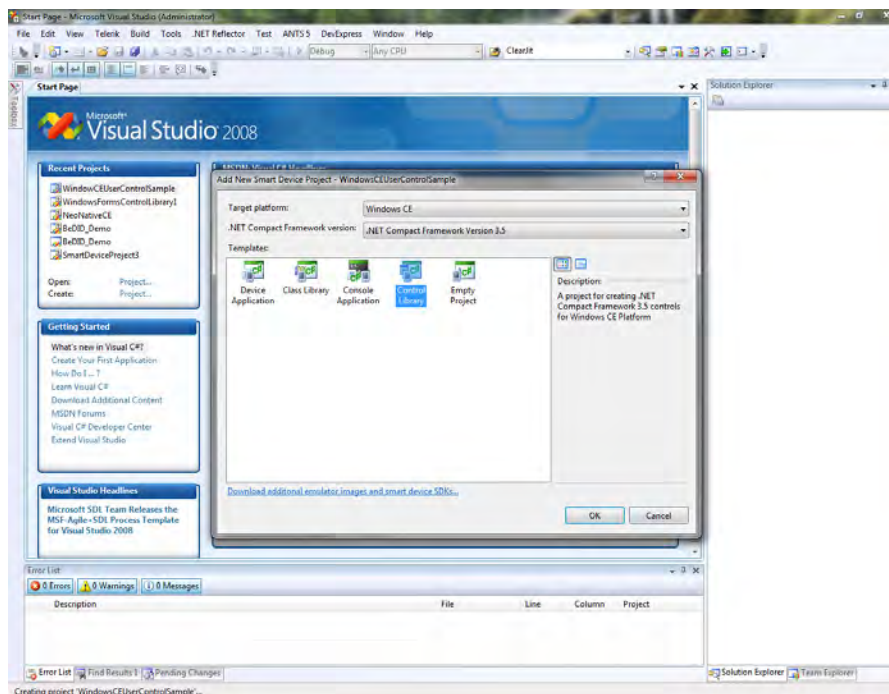 Start Page - Microsoft Visual Studio (Administrator)
File Edit View Telerik Build Tools .NET Reflector Test ANTS 5 DevExpress Window Help
Debug Any CPU ClearIt
Toolbox
Start Page
Solution Explorer
Microsoft®
Visual Studio 2008
Recent Projects
WindowCEUserControlSample
WindowsFormsControlLibrary1
NeoNativeCE
BeDID_Demo
BeDID_Demo
SmartDeviceProject3
Open: Project...
Create: Project...
Getting Started
What's new in Visual C#?
Create Your First Application
How Do I ... ?
Learn Visual C#
Download Additional Content
MSDN Forums
Visual C# Developer Center
Extend Visual Studio
Visual Studio Headlines
Microsoft SDL Team Releases the
MSF-Agile+SDL Process Template
for Visual Studio 2008
Add New Smart Device Project - WindowsCEUserControlSample
Target platform: Windows CE
.NET Compact Framework version: .NET Compact Framework Version 3.5
Templates:
Device Application
Class Library
Console Application
Control Library
Empty Project
Description:
A project for creating .NET
Compact Framework 3.5 controls
for Windows CE Platform
Download additional emulator images and smart device SDKs...
OK Cancel
Error List
0 Errors 0 Warnings 0 Messages
Description File Line Column Project
Error List Find Results 1 Pending Changes
Solution Explorer Team Explorer
Creating project 'WindowsCEUserControlSample'...